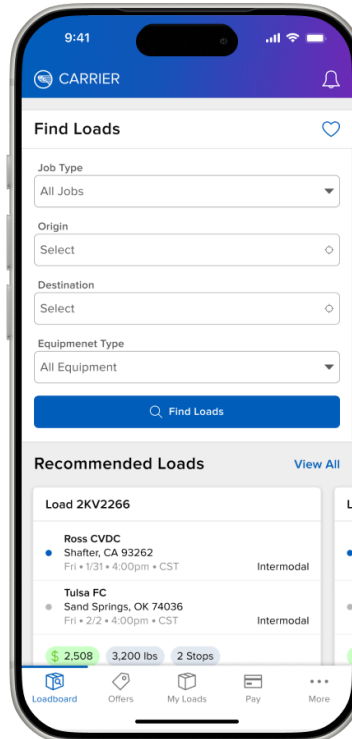 9:41
CARRIER
Find Loads
Job Type
All Jobs
Origin
Select
Destination
Select
Equipmenet Type
All Equipment
Find Loads
Recommended Loads View All
Load 2KV2266
L
Ross CVDC
Shafter, CA 93262
Fri • 1/31 • 4:00pm • CST Intermodal
Tulsa FC
Sand Springs, OK 74036
Fri • 2/2 • 4:00pm • CST Intermodal
$ 2,508 3,200 lbs 2 Stops
Loadboard Offers My Loads Pay More